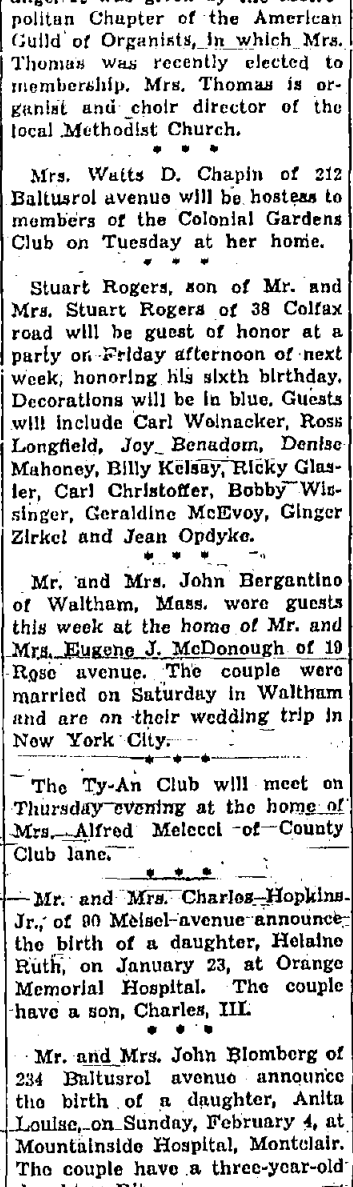 politan Chapter of the American
Guild of Organists, in which Mrs.
Thomas was recently elected to
membership. Mrs. Thomas is or-
ganist and choir director of the
local Methodist Church.
* * *
Mrs. Watts D. Chapin of 212
Baltusrol avenue will be hostess to
members of the Colonial Gardens
Club on Tuesday at her home.
* * *
Stuart Rogers, son of Mr. and
Mrs. Stuart Rogers of 38 Colfax
road will be guest of honor at a
party on Friday afternoon of next
week, honoring his sixth birthday.
Decorations will be in blue. Guests
will include Carl Woinacker, Ross
Longfield, Joy Benadom, Denise
Mahoney, Billy Kelsay, Ricky Glas-
ler, Carl Christoffer, Bobby Wis-
singer, Geraldine McEvoy, Ginger
Zirkel and Jean Opdyke.
* * *
Mr. and Mrs. John Bergantino
of Waltham, Mass. were guests
this week at the home of Mr. and
Mrs. Eugene J. McDonough of 19
Rose avenue. The couple were
married on Saturday in Waltham
and are on their wedding trip in
New York City.
* * *
The Ty-An Club will meet on
Thursday evening at the home of
Mrs. Alfred Melecci of County
Club lane.
* * *
Mr. and Mrs. Charles Hopkins
Jr., of 90 Meisel avenue announce
the birth of a daughter, Helaine
Ruth, on January 23, at Orange
Memorial Hospital. The couple
have a son, Charles, III.
* * *
Mr. and Mrs. John Blomberg of
234 Baltusrol avenue announce
the birth of a daughter, Anita
Louise, on Sunday, February 4, at
Mountainside Hospital, Montclair.
The couple have a three-year-old